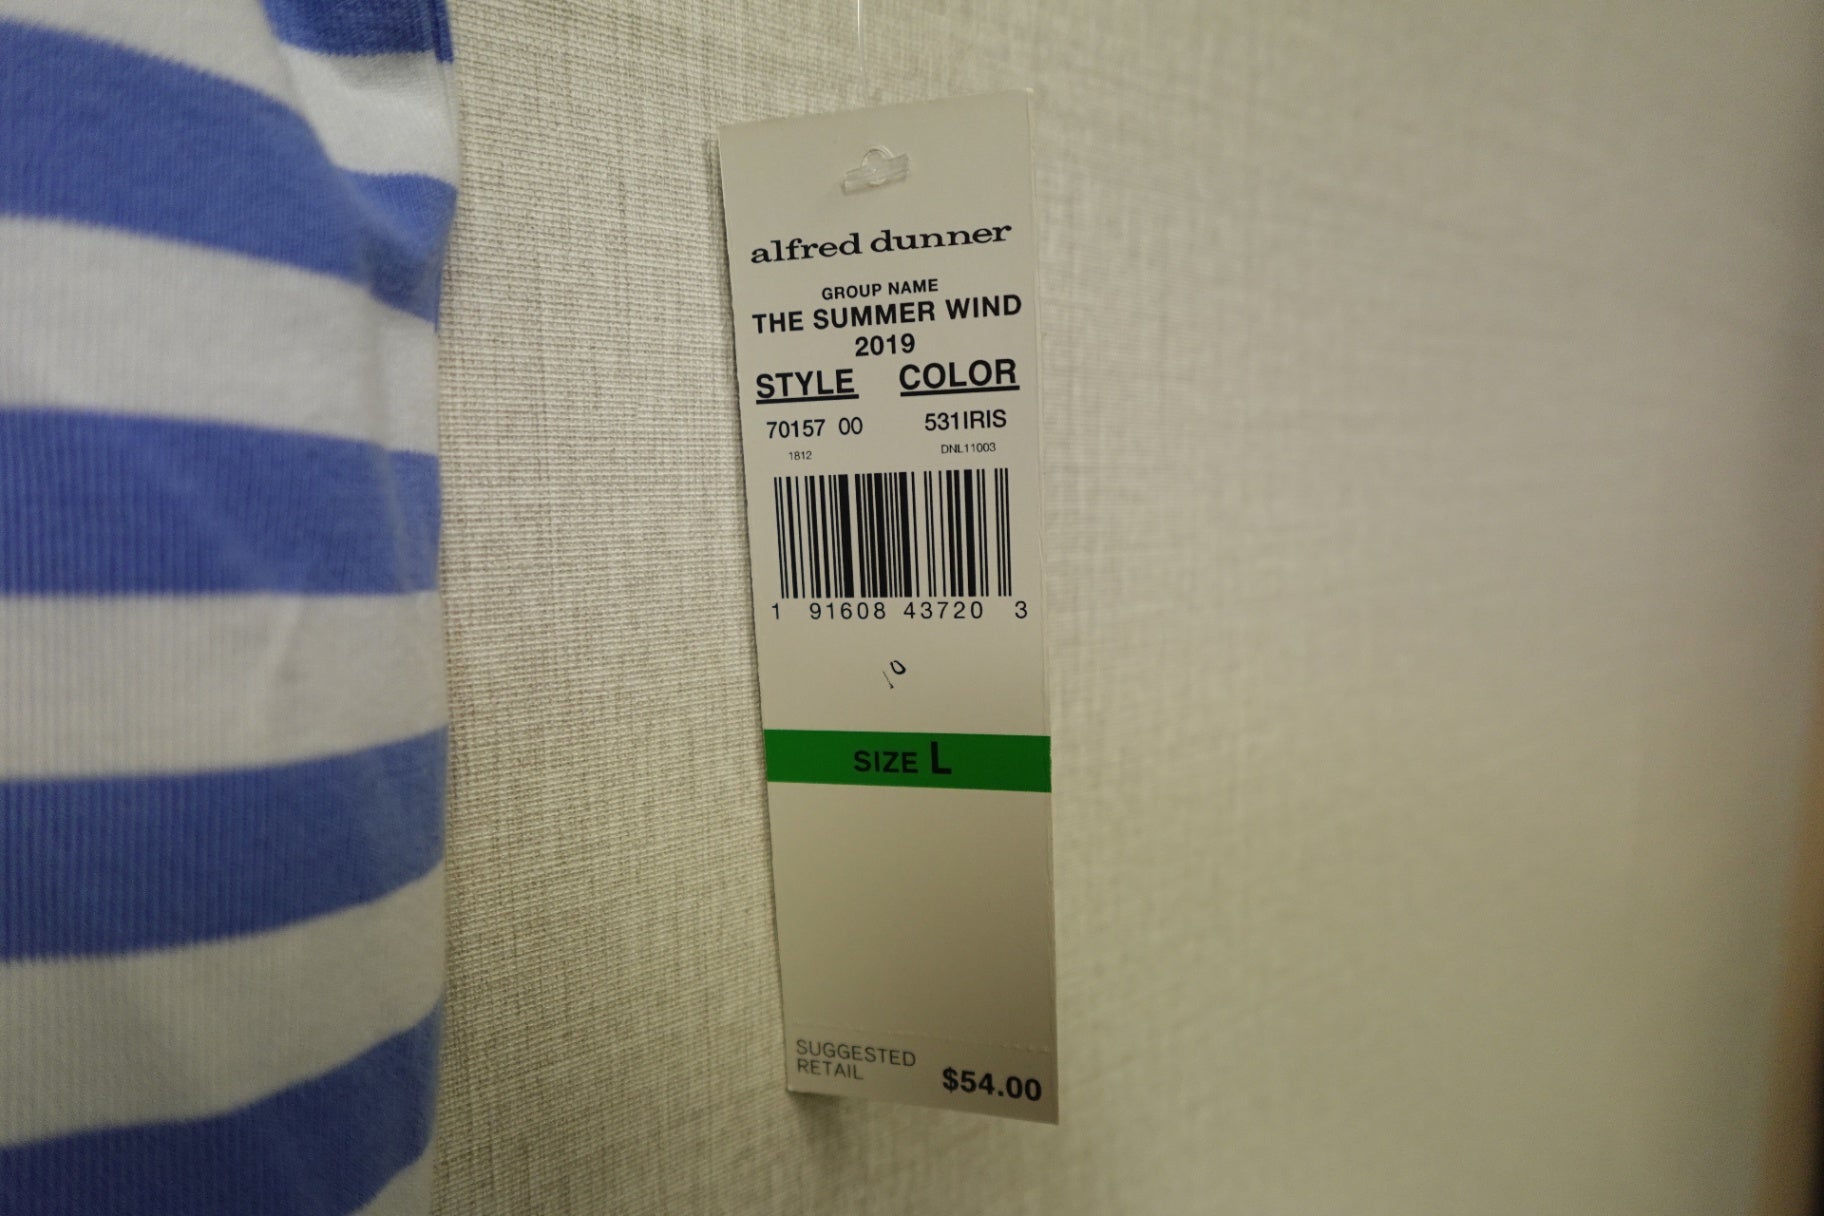 alfred dunner
GROUP NAME
THE SUMMER WIND
2019
STYLE COLOR
70157 00 531IRIS
1812 DNL11003
1 91608 43720 3
10
SIZE L
SUGGESTED
RETAIL $54.00